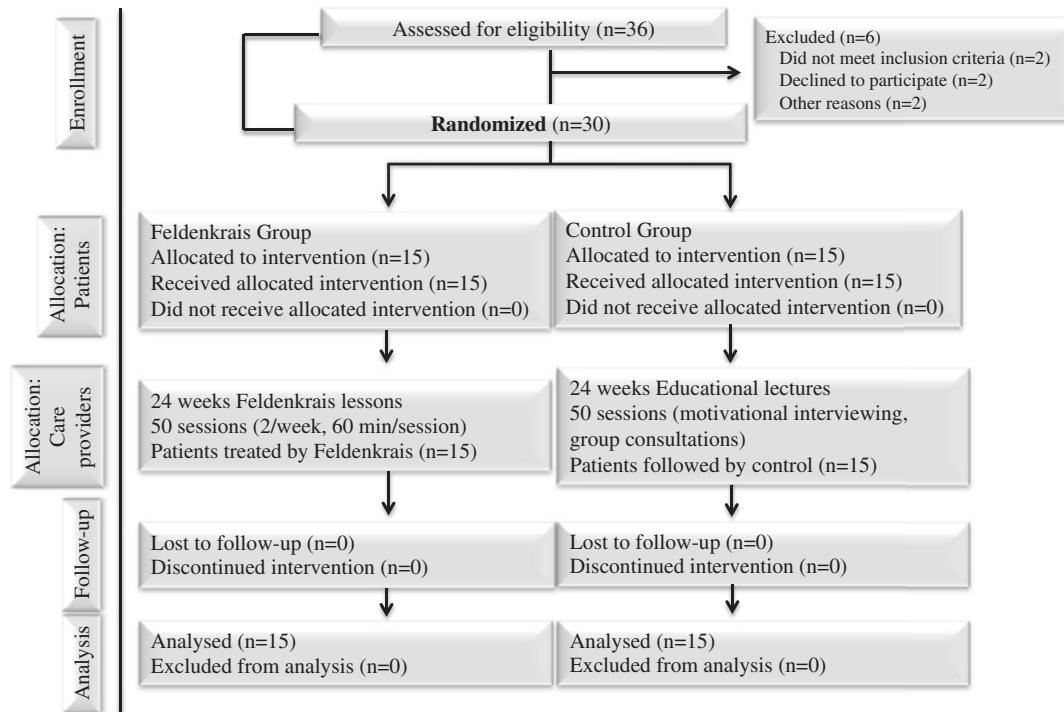 Enrollment
Assessed for eligibility (n=36)
Excluded (n=6)
Did not meet inclusion criteria (n=2)
Declined to participate (n=2)
Other reasons (n=2)
Randomized (n=30)
Allocation:
Patients
Feldenkrais Group
Allocated to intervention (n=15)
Received allocated intervention (n=15)
Did not receive allocated intervention (n=0)
Control Group
Allocated to intervention (n=15)
Received allocated intervention (n=15)
Did not receive allocated intervention (n=0)
Allocation:
Care
providers
24 weeks Feldenkrais lessons
50 sessions (2/week, 60 min/session)
Patients treated by Feldenkrais (n=15)
24 weeks Educational lectures
50 sessions (motivational interviewing,
group consultations)
Patients followed by control (n=15)
Follow-up
Lost to follow-up (n=0)
Discontinued intervention (n=0)
Lost to follow-up (n=0)
Discontinued intervention (n=0)
Analysis
Analysed (n=15)
Excluded from analysis (n=0)
Analysed (n=15)
Excluded from analysis (n=0)